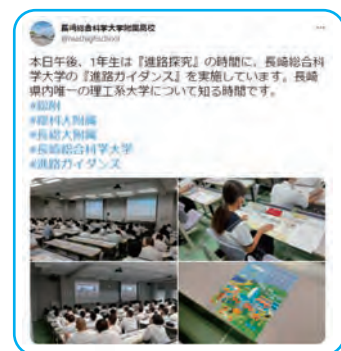 長崎総合科学大学附属高校
本日午後、1年生は『進路探究』の時間に、長崎総合科
学大学の『進路ガイダンス』を実施しています。長崎
県内唯一の理工系大学について知る時間です。
#総附
#総科大附属
#長総大附属
#長崎総合科学大学
#進路ガイダンス